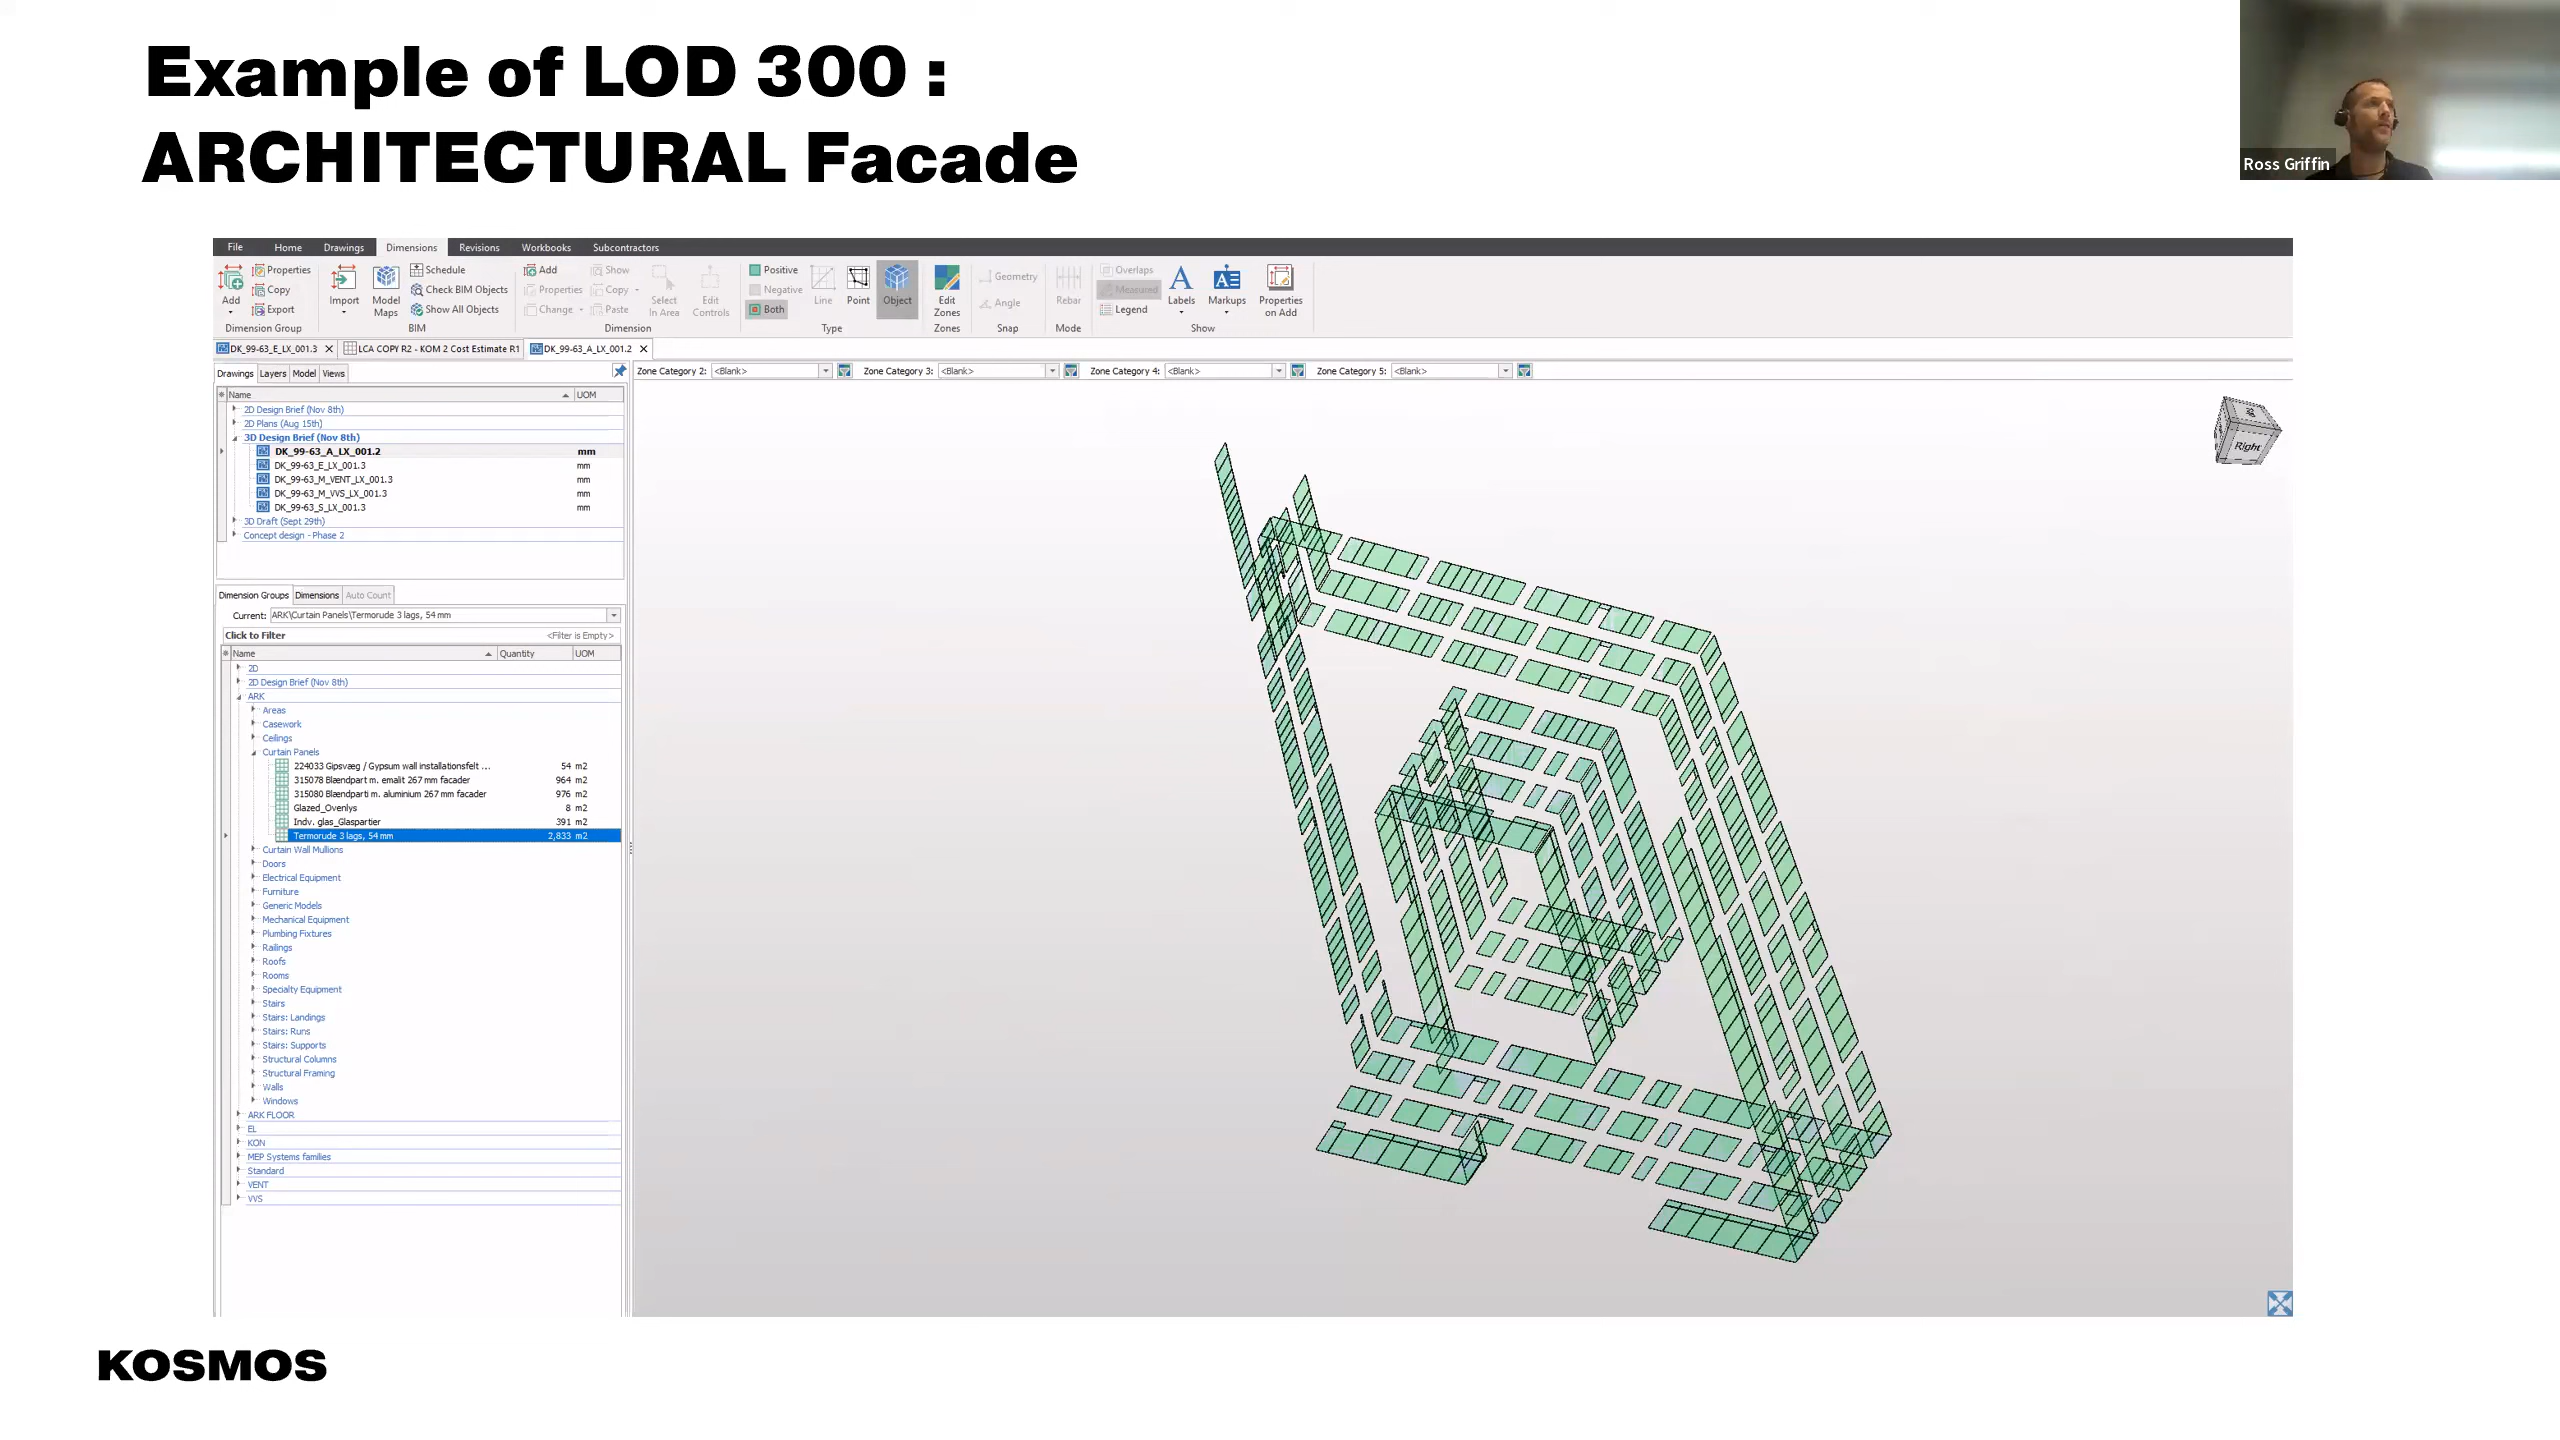 Example of LOD 300 :
ARCHITECTURAL Facade
Ross Griffin
File Home Drawings Dimensions Revisions Workbooks Subcontractors
Add Properties Copy Export Dimension Group
Import Model Maps Schedule Check BIM Objects Show All Objects BIM
Add Properties Change Show Copy Paste Select In Area Edit Controls Dimension
Positive Negative Both Line Point Object Type
Edit Zones Zones
Geometry Angle Snap
Rebar Mode
Overlaps Measured Legend Labels Markups Properties on Add Show
DK_99-63_E_LX_001.3 LCA COPY R2 - KOM 2 Cost Estimate R1 DK_99-63_A_LX_001.2
Drawings Layers Model Views
Zone Category 2: <Blank> Zone Category 3: <Blank> Zone Category 4: <Blank> Zone Category 5: <Blank>
Name UOM
2D Design Brief (Nov 8th)
2D Plans (Aug 15th)
3D Design Brief (Nov 8th)
DK_99-63_A_LX_001.2 mm
DK_99-63_E_LX_001.3 mm
DK_99-63_M_VENT_LX_001.3 mm
DK_99-63_M_VVS_LX_001.3 mm
DK_99-63_S_LX_001.3 mm
3D Draft (Sept 29th)
Concept design - Phase 2
Right
Dimension Groups Dimensions Auto Count
Current: ARK\Curtain Panels\Termorude 3 lags, 54 mm
Click to Filter <Filter is Empty>
Name Quantity UOM
2D
2D Design Brief (Nov 8th)
ARK
Areas
Casework
Ceilings
Curtain Panels
224033 Gipsvæg / Gypsum wall installationsfelt ... 54 m2
315078 Blændpart m. emalit 267 mm facader 964 m2
315080 Blændparti m. aluminium 267 mm facader 976 m2
Glazed_Ovenlys 8 m2
Indv. glas_Glaspartier 391 m2
Termorude 3 lags, 54 mm 2,833 m2
Curtain Wall Mullions
Doors
Electrical Equipment
Furniture
Generic Models
Mechanical Equipment
Plumbing Fixtures
Railings
Roofs
Rooms
Specialty Equipment
Stairs
Stairs: Landings
Stairs: Runs
Stairs: Supports
Structural Columns
Structural Framing
Walls
Windows
ARK FLOOR
EL
KON
MEP Systems families
Standard
VENT
VVS
KOSMOS